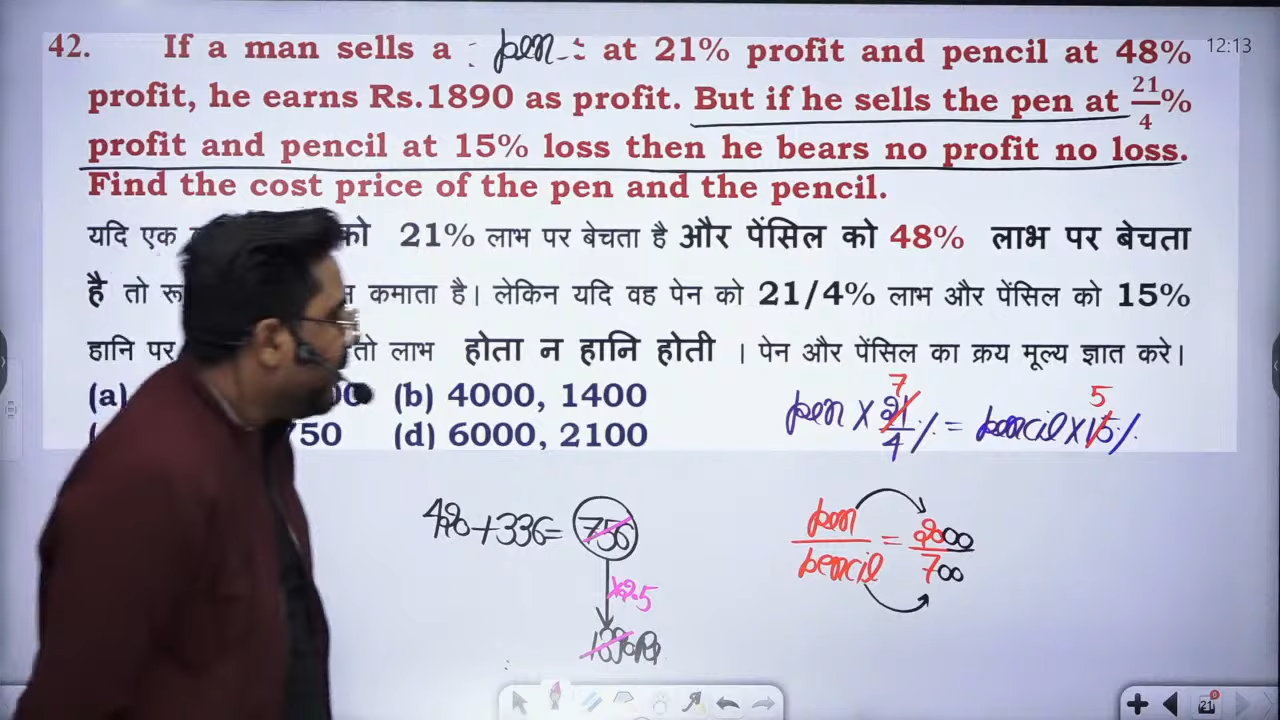 42. If a man sells a pen at 21% profit and pencil at 48%
12:13
profit, he earns Rs.1890 as profit. But if he sells the pen at 21/4%
profit and pencil at 15% loss then he bears no profit no loss.
Find the cost price of the pen and the pencil.
यदि एक को 21% लाभ पर बेचता है और पेंसिल को 48% लाभ पर बेचता
है तो रू कमाता है। लेकिन यदि वह पेन को 21/4% लाभ और पेंसिल को 15%
हानि पर तो लाभ होता न हानि होती । पेन और पेंसिल का क्रय मूल्य ज्ञात करे।
(a) 00 (b) 4000, 1400
750 (d) 6000, 2100
7 5
pen × 21/4 % = pencil × 15%
420 + 336 = 756
×2.5
1890
pen/pencil = 2000/700
21